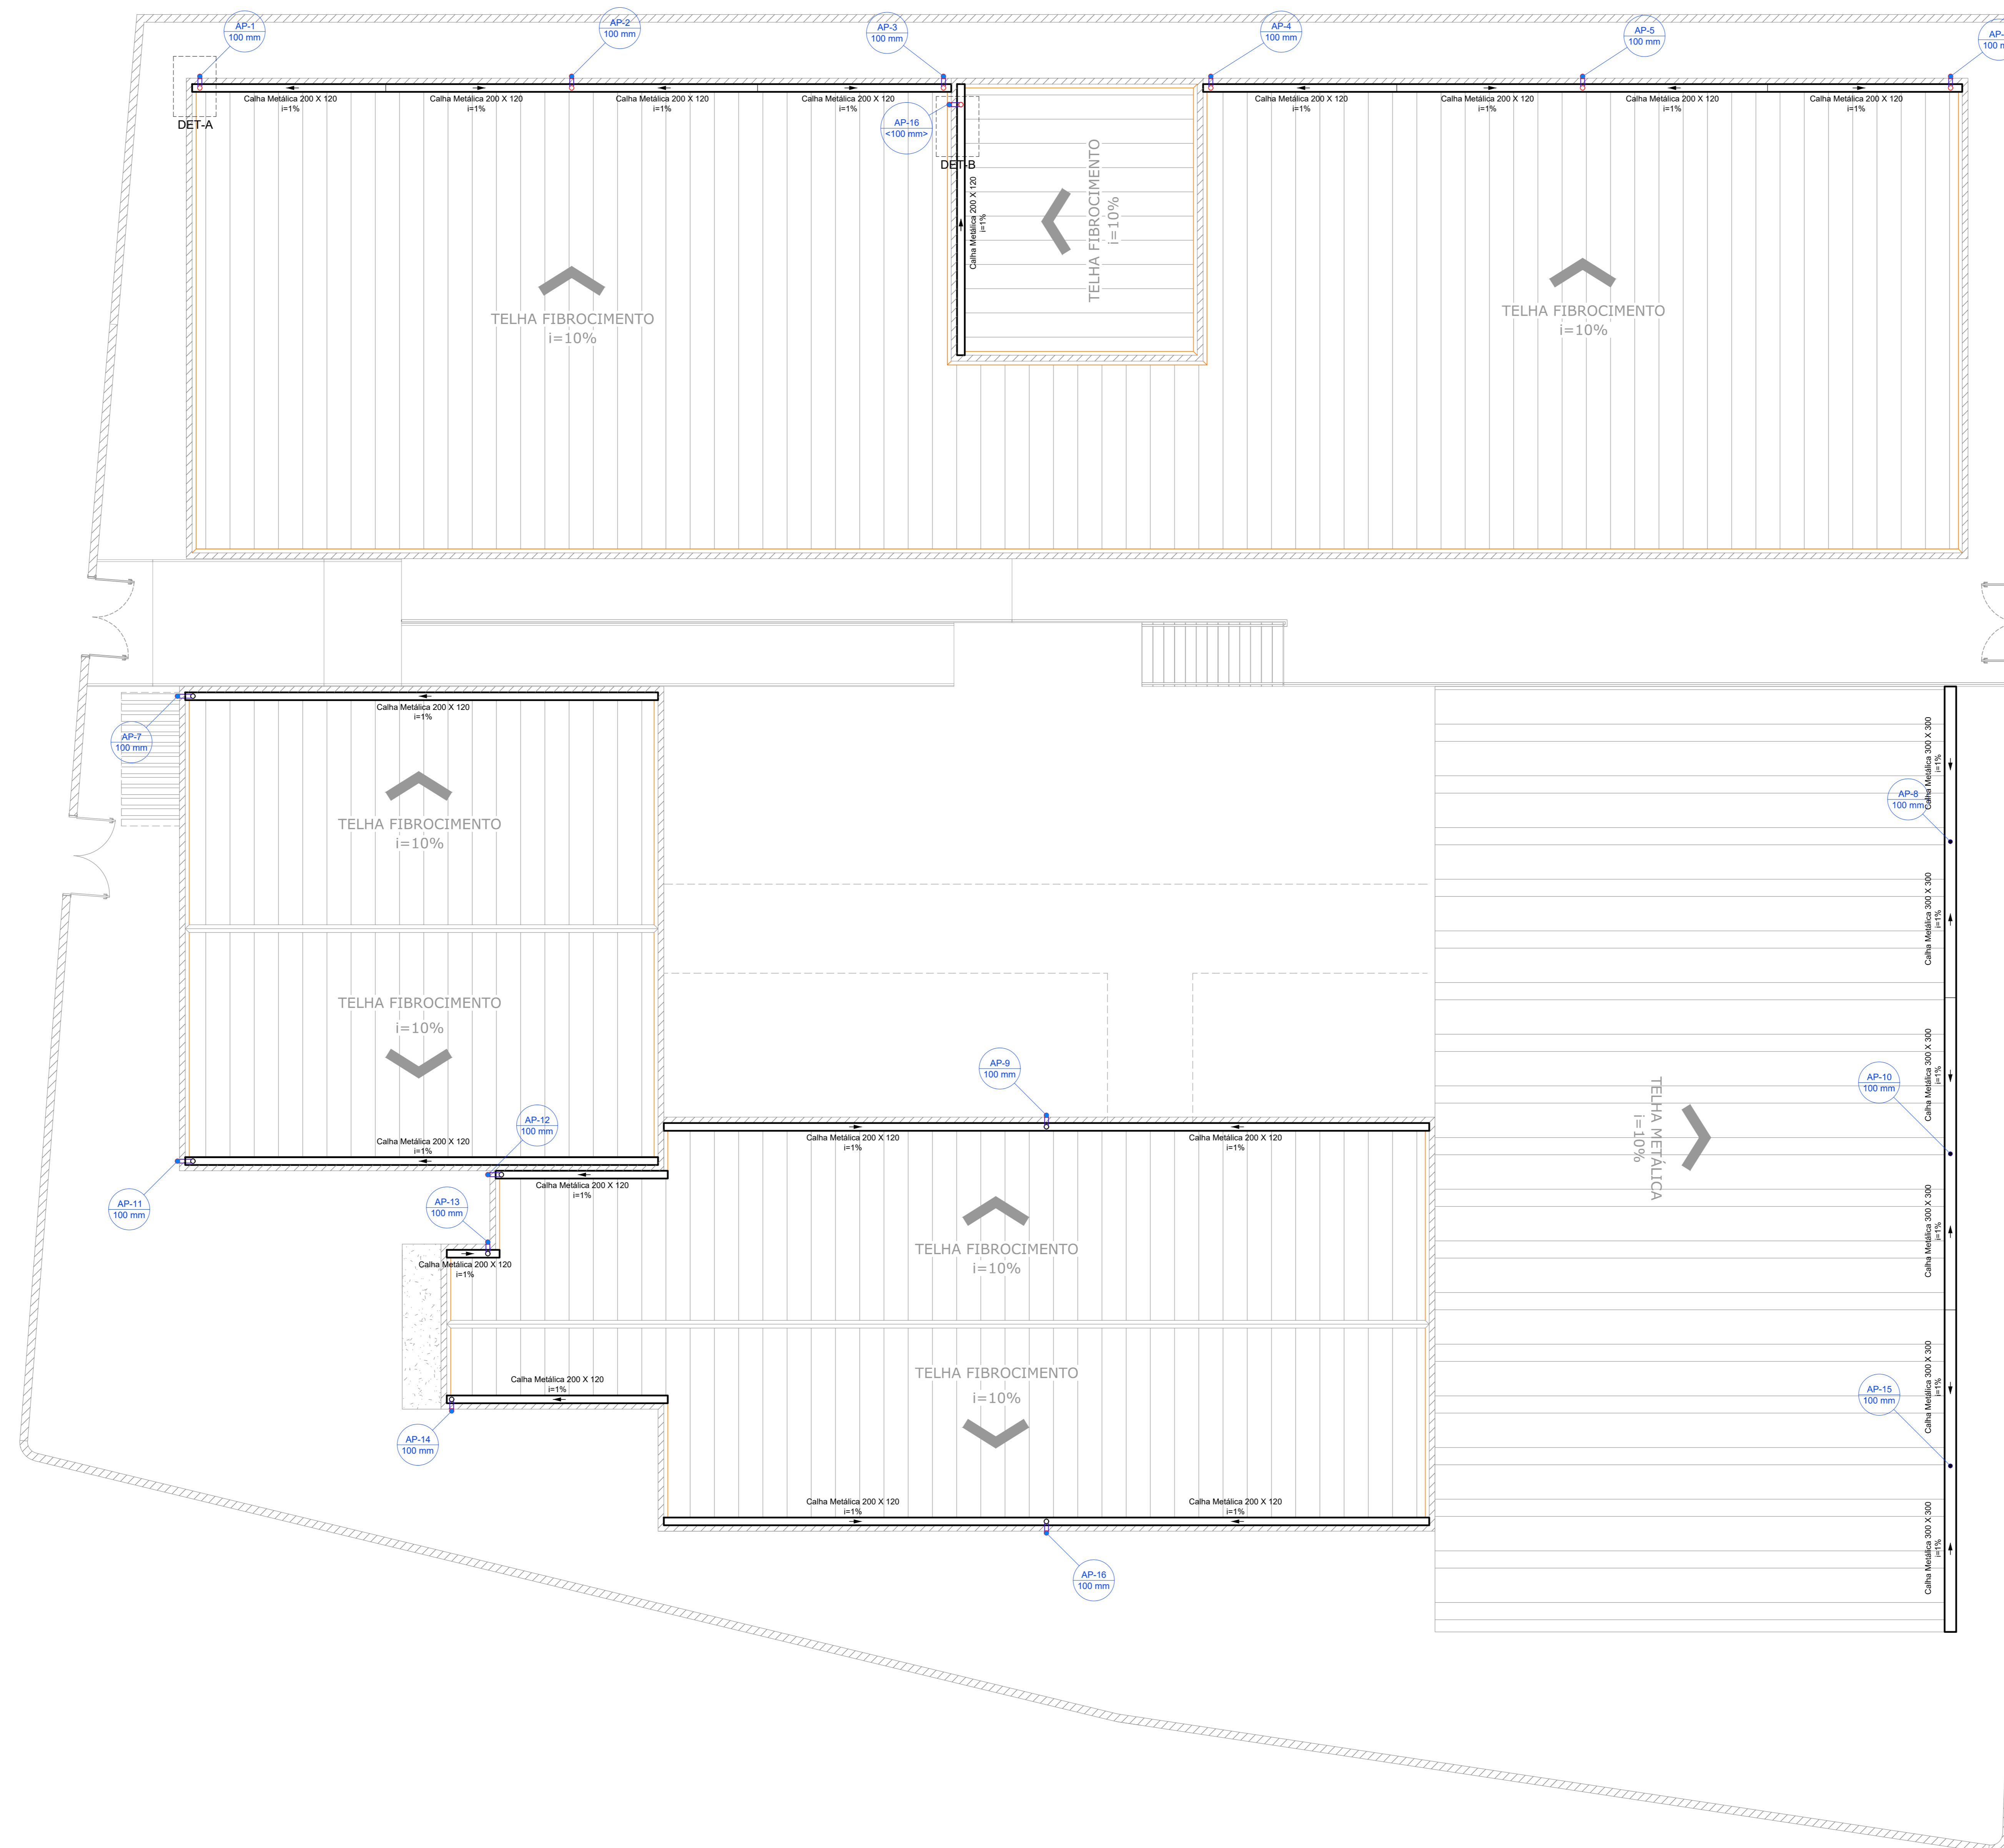 AP-1
100 mm
AP-2
100 mm
AP-3
100 mm
AP-4
100 mm
AP-5
100 mm
AP-
100 m
Calha Metálica 200 X 120
i=1%
Calha Metálica 200 X 120
i=1%
Calha Metálica 200 X 120
i=1%
Calha Metálica 200 X 120
i=1%
Calha Metálica 200 X 120
i=1%
Calha Metálica 200 X 120
i=1%
Calha Metálica 200 X 120
i=1%
Calha Metálica 200 X 120
i=1%
DET-A
AP-16
<100 mm>
DET-B
Calha Metálica 200 X 120
i=1%
TELHA FIBROCIMENTO
i=10%
TELHA FIBROCIMENTO
i=10%
TELHA FIBROCIMENTO
i=10%
Calha Metálica 200 X 120
i=1%
AP-7
100 mm
TELHA FIBROCIMENTO
i=10%
TELHA FIBROCIMENTO
i=10%
Calha Metálica 200 X 120
i=1%
AP-11
100 mm
AP-12
100 mm
Calha Metálica 200 X 120
i=1%
AP-13
100 mm
Calha Metálica 200 X 120
i=1%
AP-9
100 mm
Calha Metálica 200 X 120
i=1%
Calha Metálica 200 X 120
i=1%
TELHA FIBROCIMENTO
i=10%
TELHA FIBROCIMENTO
i=10%
Calha Metálica 200 X 120
i=1%
AP-14
100 mm
Calha Metálica 200 X 120
i=1%
Calha Metálica 200 X 120
i=1%
AP-16
100 mm
Calha Metálica 300 X 300
i=1%
AP-8
100 mm
Calha Metálica 300 X 300
i=1%
Calha Metálica 300 X 300
i=1%
AP-10
100 mm
TELHA METÁLICA
i=10%
Calha Metálica 300 X 300
i=1%
Calha Metálica 300 X 300
i=1%
AP-15
100 mm
Calha Metálica 300 X 300
i=1%